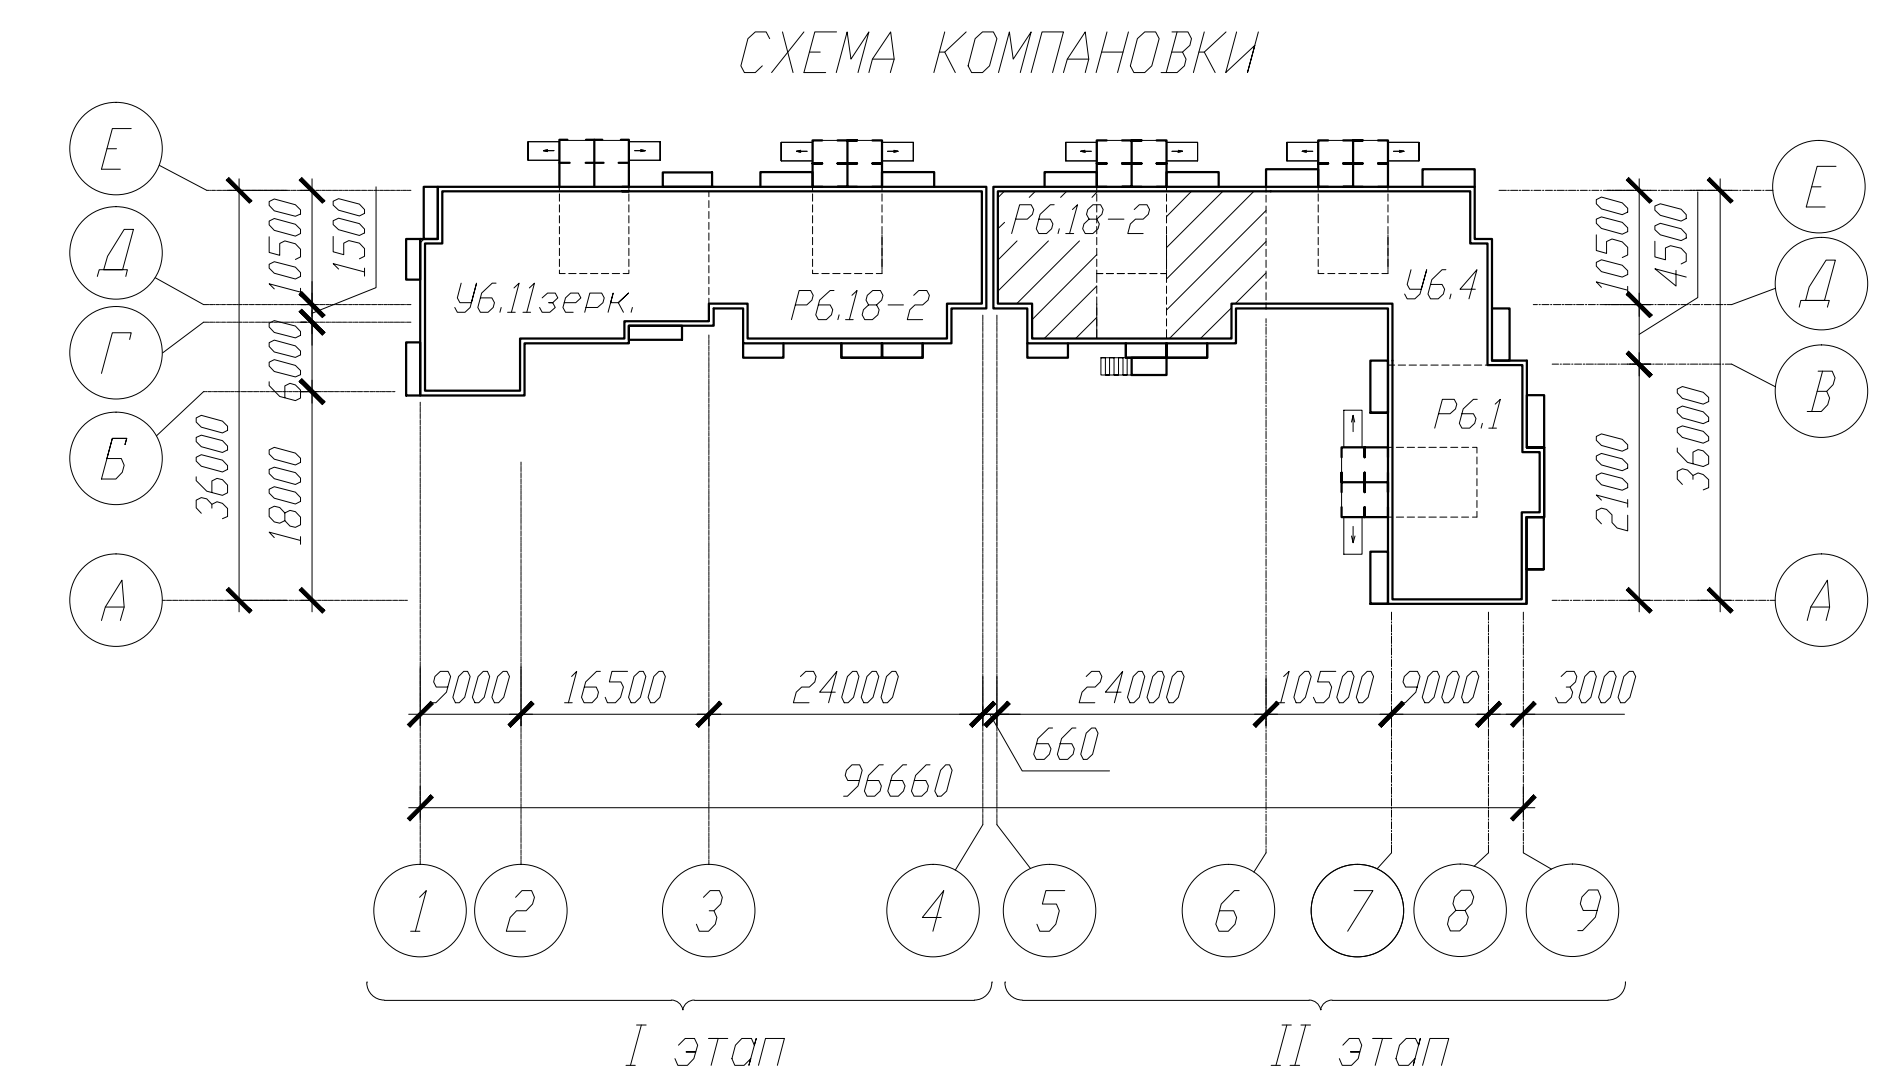 СХЕМА КОМПАНОВКИ
Е
Д
Г
Б
А
36000
10500
1500
6000
18000
У6.11зерк.
Р6.18-2
Р6.18-2
У6.4
Р6.1
10500
4500
21000
36000
Е
Д
В
А
9000
16500
24000
24000
10500
9000
3000
660
96660
1
2
3
4
5
6
7
8
9
I этап
II этап